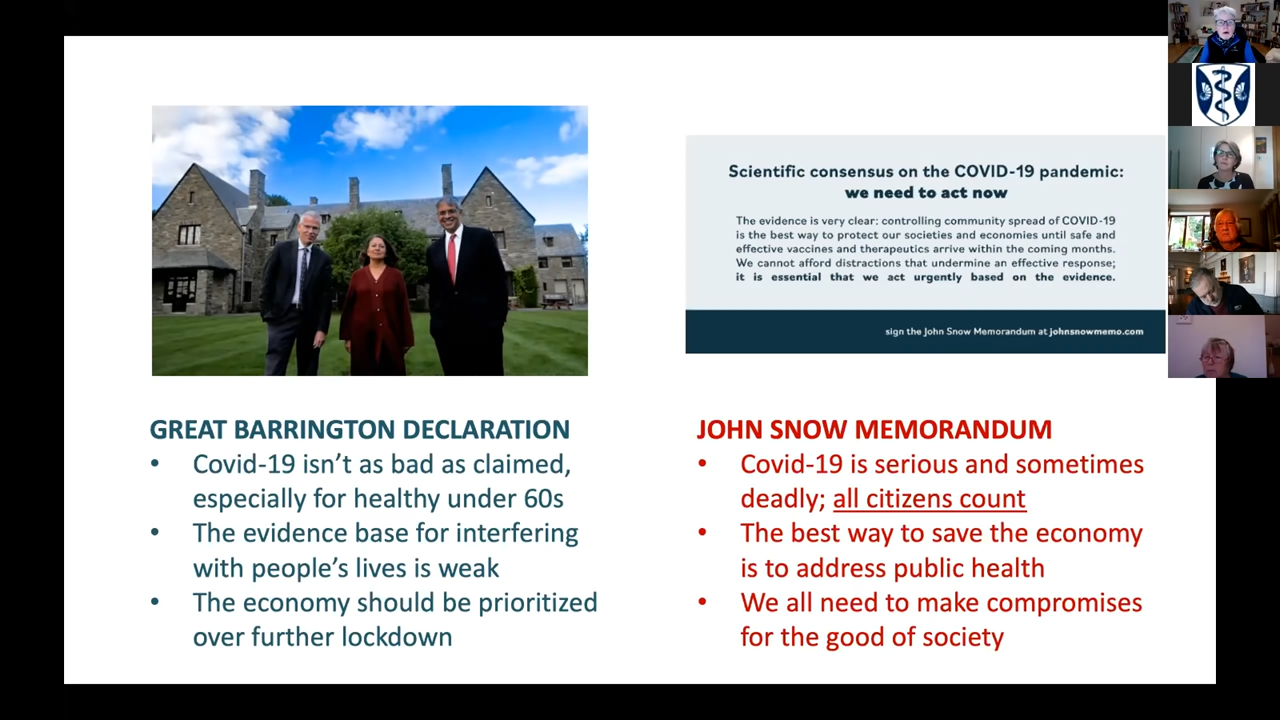 Scientific consensus on the COVID-19 pandemic:
we need to act now
The evidence is very clear: controlling community spread of COVID-19
is the best way to protect our societies and economies until safe and
effective vaccines and therapeutics arrive within the coming months.
We cannot afford distractions that undermine an effective response;
it is essential that we act urgently based on the evidence.
sign the John Snow Memorandum at johnsnowmemo.com
GREAT BARRINGTON DECLARATION
• Covid-19 isn’t as bad as claimed,
especially for healthy under 60s
• The evidence base for interfering
with people’s lives is weak
• The economy should be prioritized
over further lockdown
JOHN SNOW MEMORANDUM
• Covid-19 is serious and sometimes
deadly; all citizens count
• The best way to save the economy
is to address public health
• We all need to make compromises
for the good of society